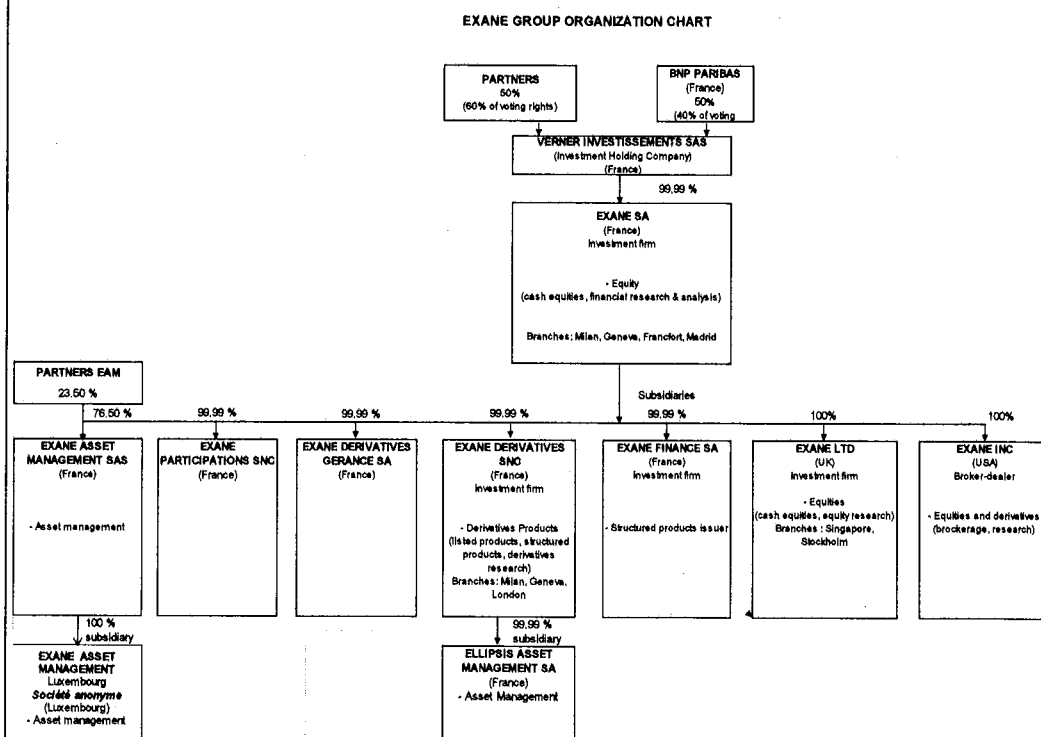 EXANE GROUP ORGANIZATION CHART
PARTNERS
50%
(60% of voting rights)
BNP PARIBAS
(France)
50%
(40% of voting
VERNER INVESTISSEMENTS SAS
(Investment Holding Company)
(France)
99,99 %
EXANE SA
(France)
Investment firm
- Equity
(cash equities, financial research & analysis)
Branches: Milan, Geneva, Francfort, Madrid
PARTNERS EAM
23.50 %
Subsidiaries
76,50 %
99,99 %
99,99 %
99,99 %
99,99 %
100%
100%
EXANE ASSET
MANAGEMENT SAS
(France)
- Asset management
EXANE
PARTICIPATIONS SNC
(France)
EXANE DERIVATIVES
GERANCE SA
(France)
EXANE DERIVATIVES
SNC
(France)
Investment firm
- Derivatives Products
(listed products, structured
products, derivatives
research)
Branches: Milan, Geneva,
London
EXANE FINANCE SA
(France)
Investment firm
- Structured products issuer
EXANE LTD
(UK)
Investment firm
- Equities
(cash equities, equity research)
Branches : Singapore,
Stockholm
EXANE INC
(USA)
Broker-dealer
- Equities and derivatives
(brokerage, research)
100 %
subsidiary
99,99 %
subsidiary
EXANE ASSET
MANAGEMENT
Luxembourg
Société anonyme
(Luxembourg)
- Asset management
ELLIPSIS ASSET
MANAGEMENT SA
(France)
- Asset Management